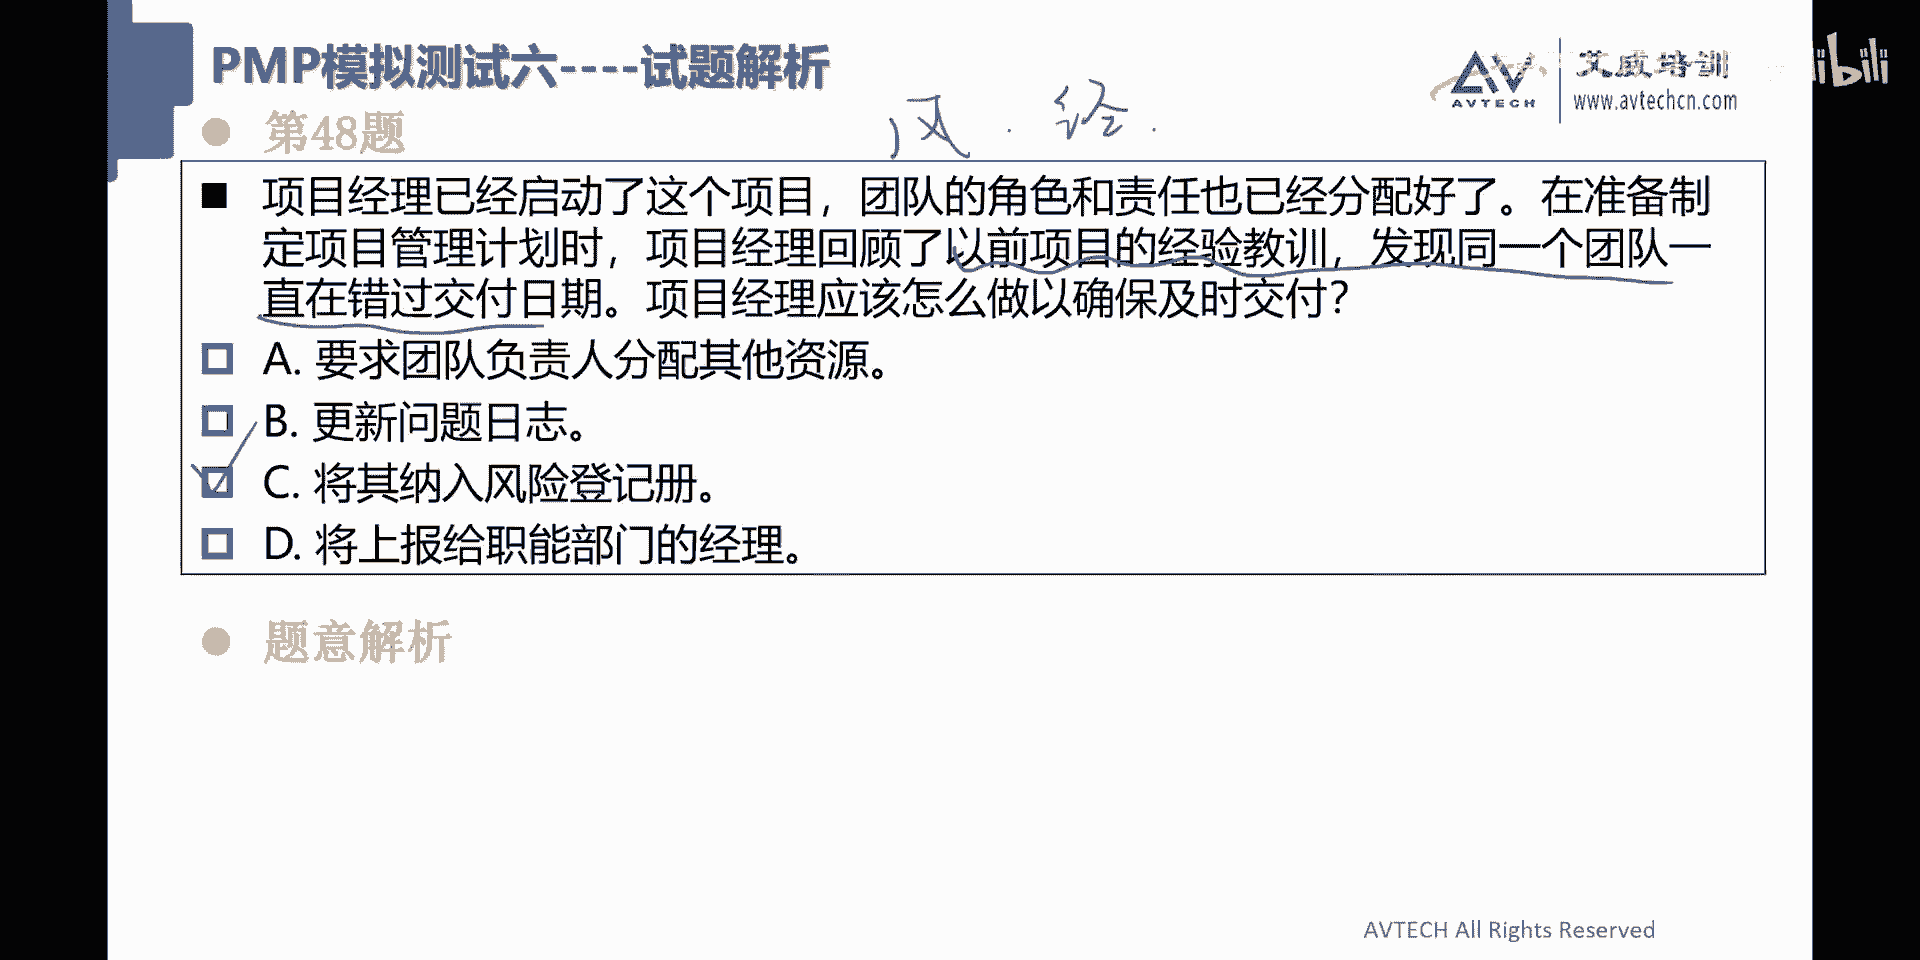 PMP模拟测试六----试题解析
AVTECH
艾威培训
www.avtechcn.com
bilibili
第48题
风.经.
■ 项目经理已经启动了这个项目，团队的角色和责任也已经分配好了。在准备制
定项目管理计划时，项目经理回顾了以前项目的经验教训，发现同一个团队一
直在错过交付日期。项目经理应该怎么做以确保及时交付？
A. 要求团队负责人分配其他资源。
B. 更新问题日志。
C. 将其纳入风险登记册。
D. 将上报给职能部门的经理。
题意解析
AVTECH All Rights Reserved